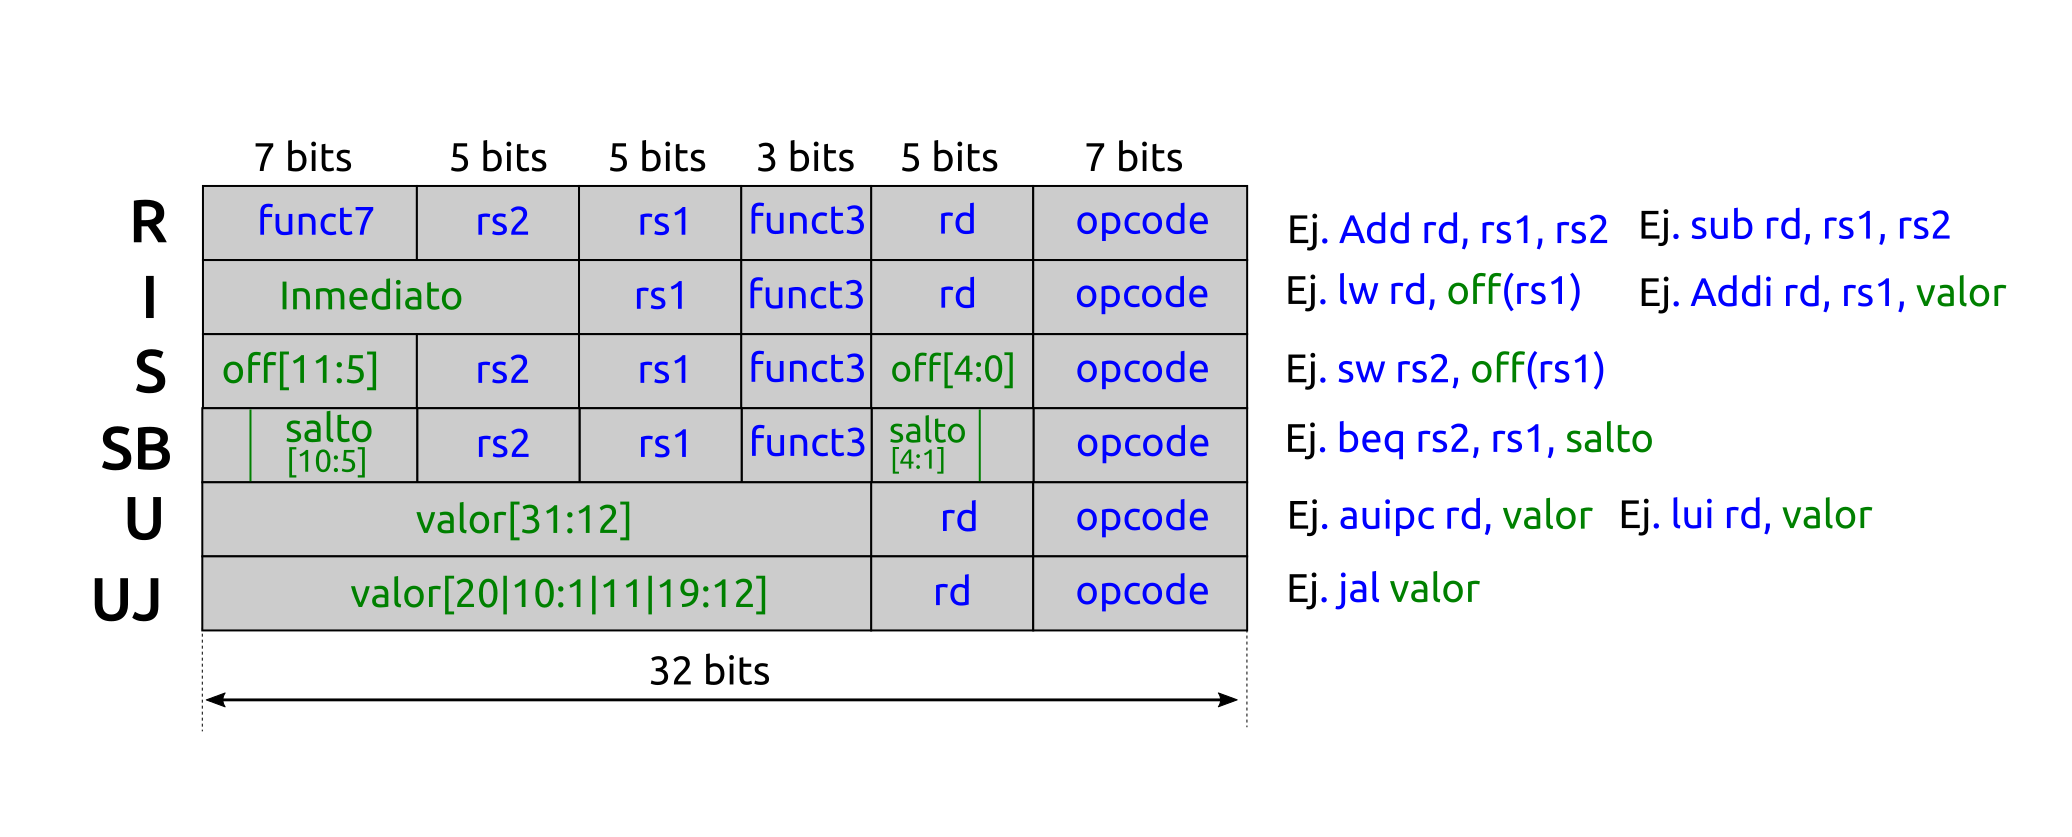 7 bits 5 bits 5 bits 3 bits 5 bits 7 bits
R funct7 rs2 rs1 funct3 rd opcode Ej. Add rd, rs1, rs2 Ej. sub rd, rs1, rs2
I Inmediato rs1 funct3 rd opcode Ej. lw rd, off(rs1) Ej. Addi rd, rs1, valor
S off[11:5] rs2 rs1 funct3 off[4:0] opcode Ej. sw rs2, off(rs1)
SB salto [10:5] rs2 rs1 funct3 salto [4:1] opcode Ej. beq rs2, rs1, salto
U valor[31:12] rd opcode Ej. auipc rd, valor Ej. lui rd, valor
UJ valor[20|10:1|11|19:12] rd opcode Ej. jal valor
32 bits